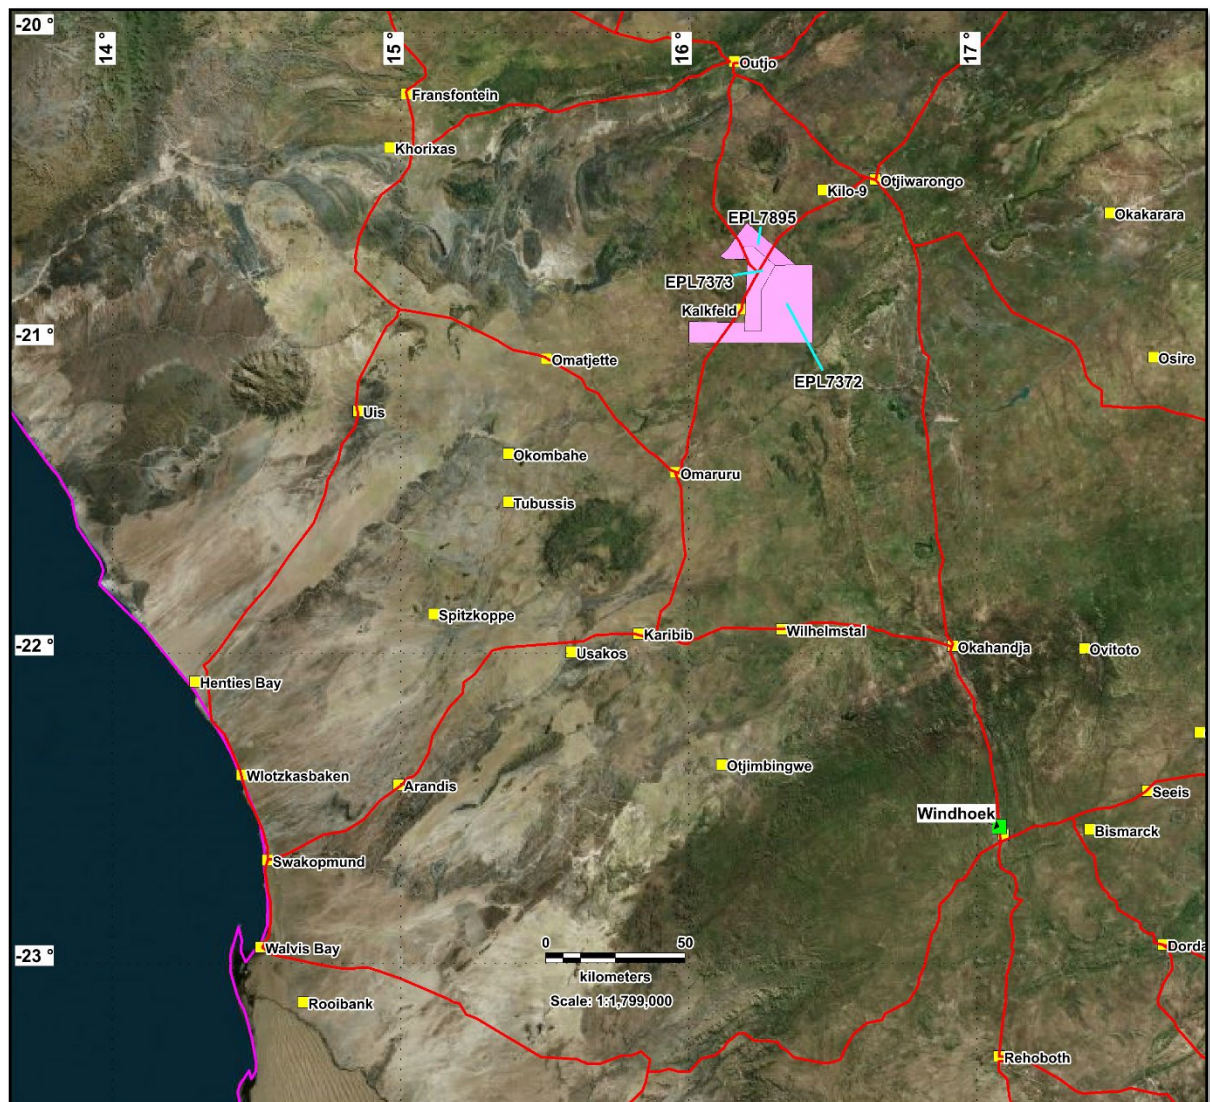 -20 °
14 °
15 °
16 °
17 °
Outjo
Fransfontein
Khorixas
Otjiwarongo
Kilo-9
Okakarara
EPL7895
EPL7373
Kalkfeld
-21 °
Omatjette
Osire
EPL7372
Uis
Okombahe
Omaruru
Tubussis
Spitzkoppe
Karibib
Wilhelmstal
-22 °
Usakos
Okahandja
Ovitoto
Henties Bay
Otjimbingwe
Wlotzkasbaken
Arandis
Seeis
Windhoek
Bismarck
Swakopmund
-23 °
Walvis Bay
0 50
Dorda
kilometers
Scale: 1:1,799,000
Rooibank
Rehoboth